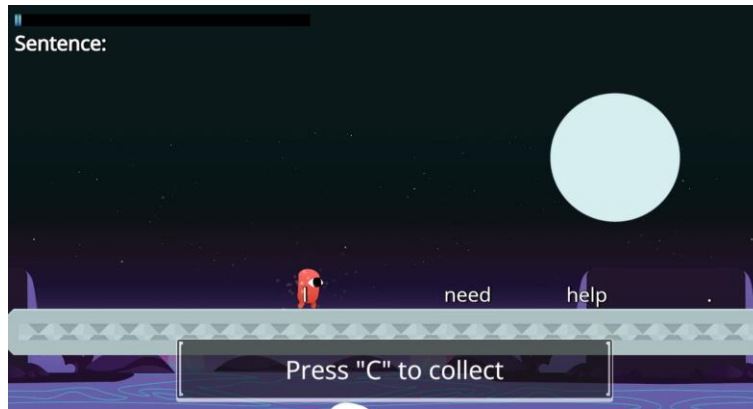 Sentence:
I need help .
Press "C" to collect